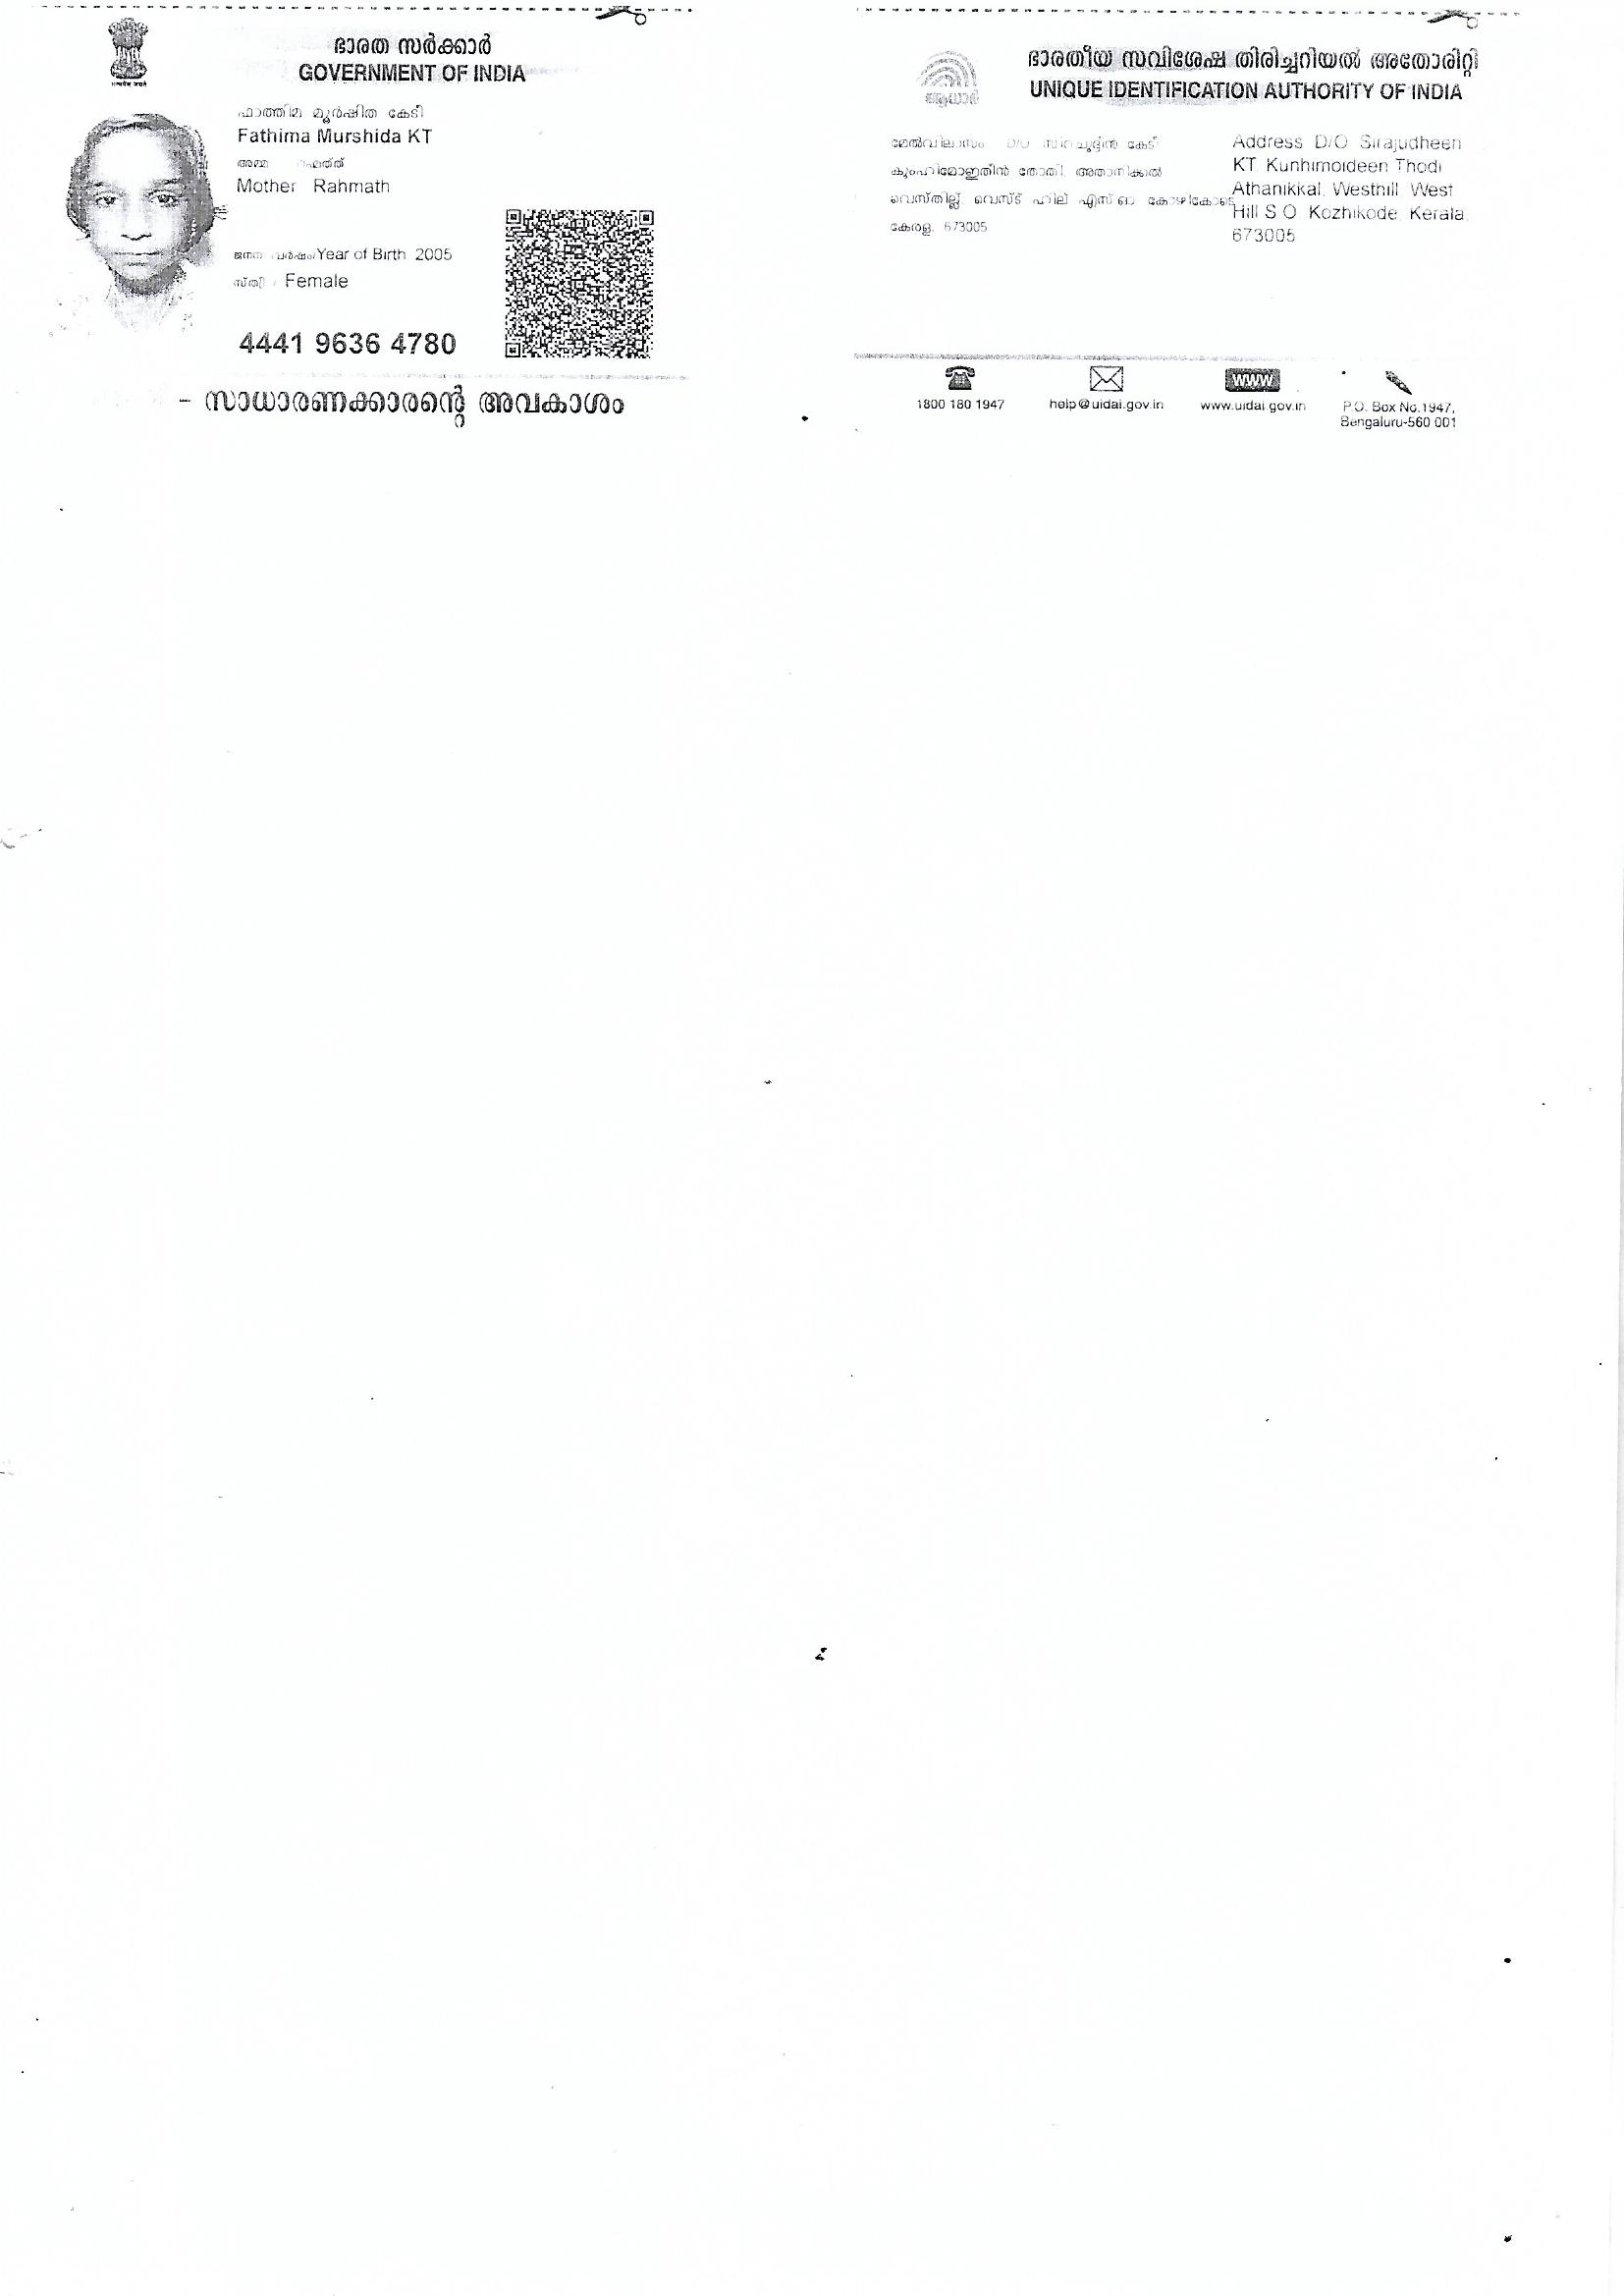 ഭാരത സർക്കാർ
GOVERNMENT OF INDIA
ഫാത്തിമ മുർഷിത കേടി
Fathima Murshida KT
അമ്മ
Mother Rahmath
ജനന വർഷം/Year of Birth 2005
സ്ത്രീ / Female
4441 9636 4780
- സാധാരണക്കാരന്റെ അവകാശം
ഭാരതീയ സവിശേഷ തിരിച്ചറിയൽ അതോരിറ്റി
UNIQUE IDENTIFICATION AUTHORITY OF INDIA
ആധാർ
മേൽവിലാസം D/O കേടി
കുംഹിമോഇതിൻ തോതി, അതാനിക്കൽ
വെസ്തില്ല്, വെസ്ട് ഹില് എസ് ഓ കോഴികോടെ
കേരള, 673005
Address D/O Sirajudheen
KT Kunhimoideen Thodi
Athanikkal, Westhill West
Hill S O Kozhikode, Kerala,
673005
1800 180 1947
help@uidai.gov.in
www
www.uidai.gov.in
P.O. Box No.1947,
Bengaluru-560 001